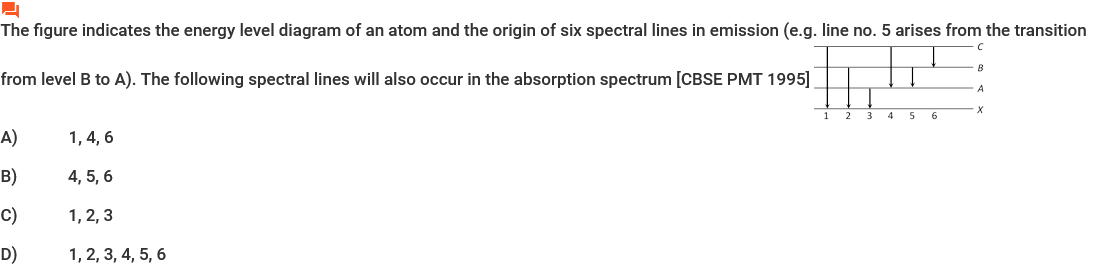 The figure indicates the energy level diagram of an atom and the origin of six spectral lines in emission (e.g. line no. 5 arises from the transition
from level B to A). The following spectral lines will also occur in the absorption spectrum [CBSE PMT 1995]
C
B
A
X
1 2 3 4 5 6
A) 1, 4, 6
B) 4, 5, 6
C) 1, 2, 3
D) 1, 2, 3, 4, 5, 6